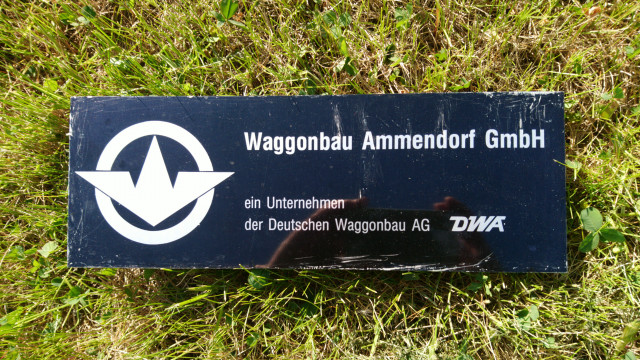 Waggonbau Ammendorf GmbH
ein Unternehmen
der Deutschen Waggonbau AG DWA